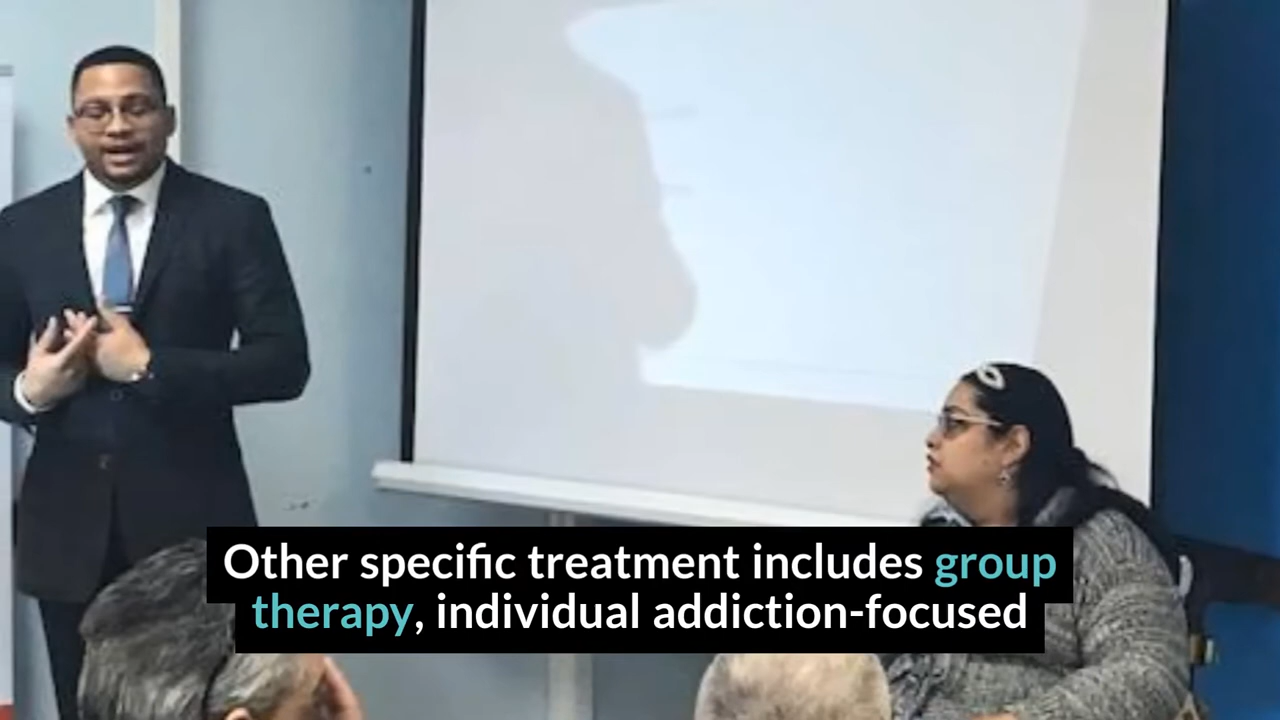 Other specific treatment includes group
therapy, individual addiction-focused